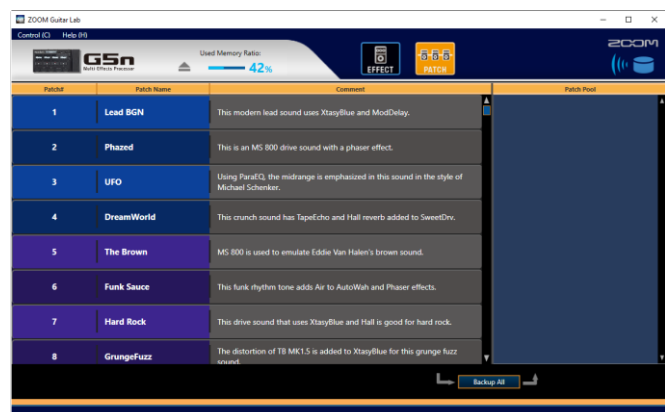 ZOOM Guitar Lab
Control (C) Help (H)
G5n
Multi Effects Processor
Used Memory Ratio:
42%
EFFECT
PATCH
ZOOM
Patch# Patch Name Comment Patch Pool
1 Lead BGN This modern lead sound uses XtasyBlue and ModDelay.
2 Phazed This is an MS 800 drive sound with a phaser effect.
3 UFO Using ParaEQ, the midrange is emphasized in this sound in the style of
Michael Schenker.
4 DreamWorld This crunch sound has TapeEcho and Hall reverb added to SweetDrv.
5 The Brown MS 800 is used to emulate Eddie Van Halen's brown sound.
6 Funk Sauce This funk rhythm tone adds Air to AutoWah and Phaser effects.
7 Hard Rock This drive sound that uses XtasyBlue and Hall is good for hard rock.
8 GrungeFuzz The distortion of T8 MK1.5 is added to XtasyBlue for this grunge fuzz
sound.
Backup All